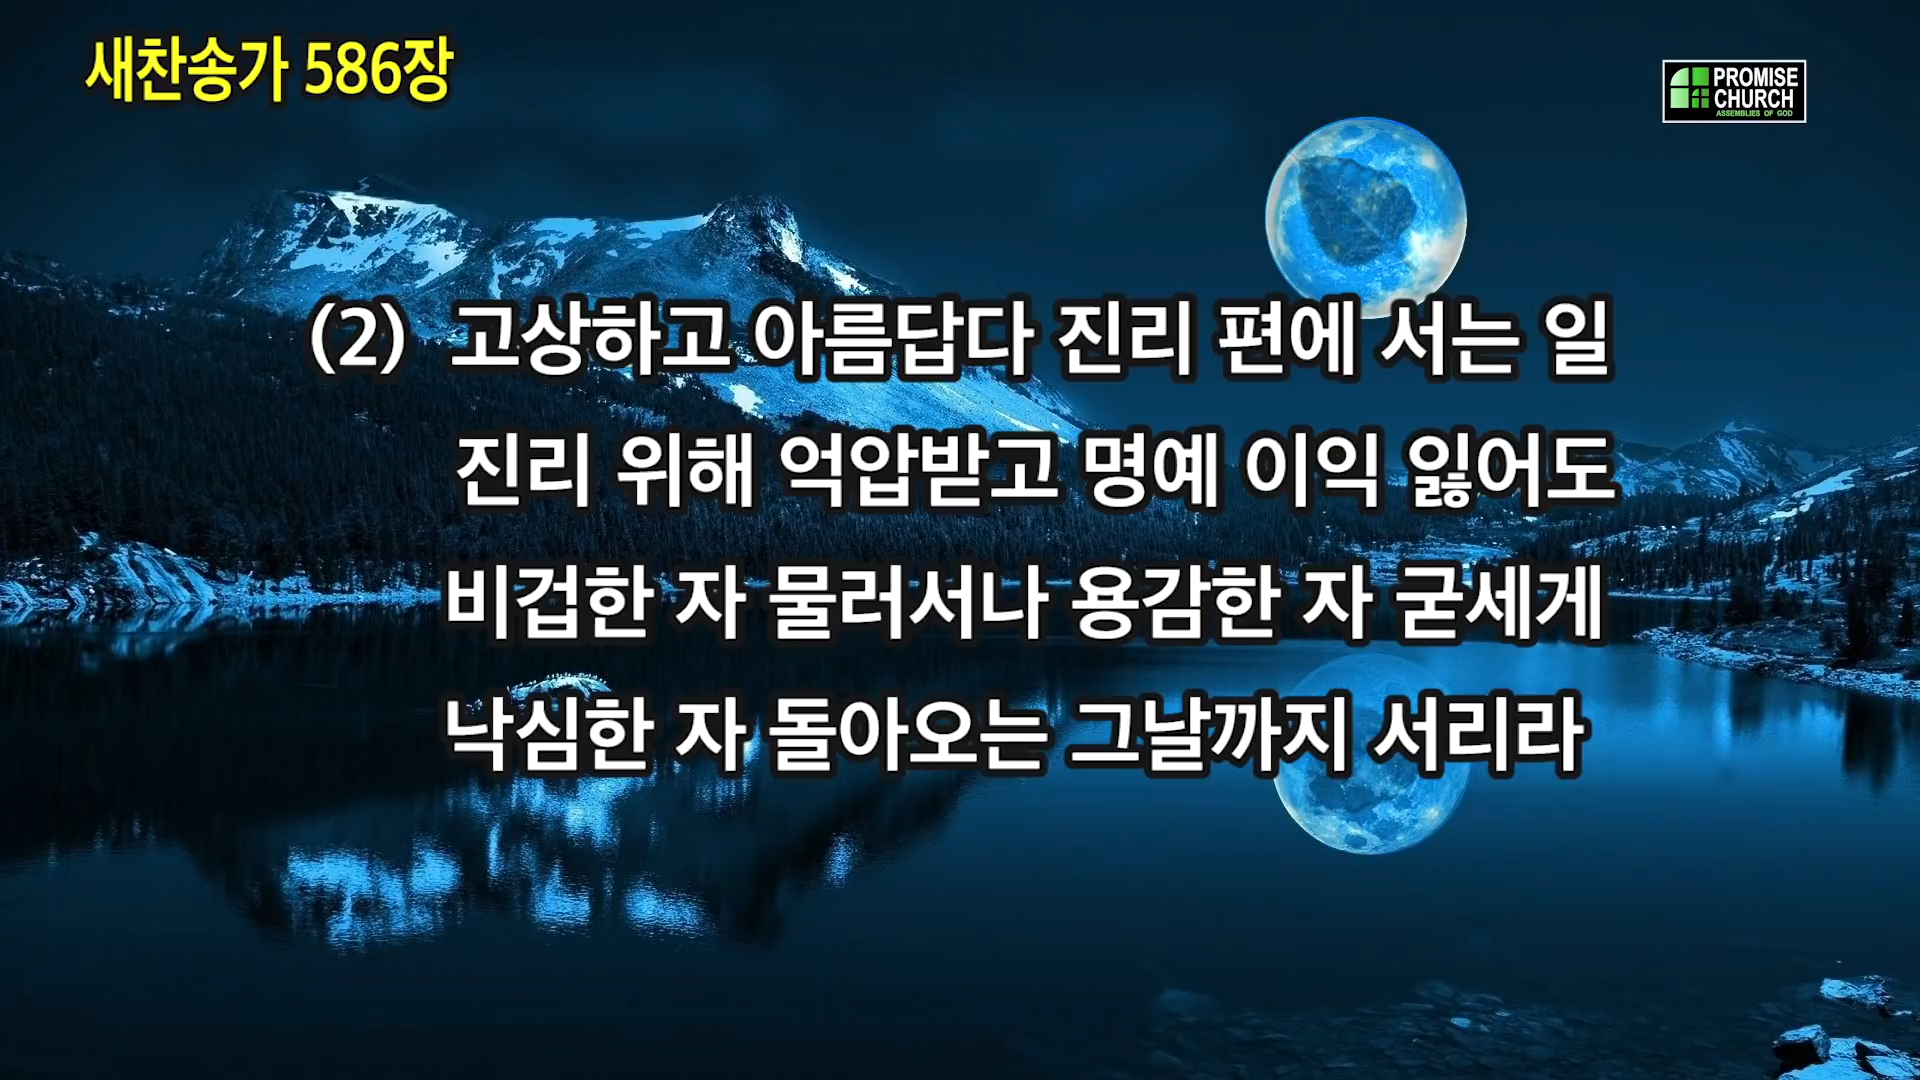 새찬송가 586장
PROMISE
CHURCH
ASSEMBLIES OF GOD
(2) 고상하고 아름답다 진리 편에 서는 일
진리 위해 억압받고 명예 이익 잃어도
비겁한 자 물러서나 용감한 자 굳세게
낙심한 자 돌아오는 그날까지 서리라